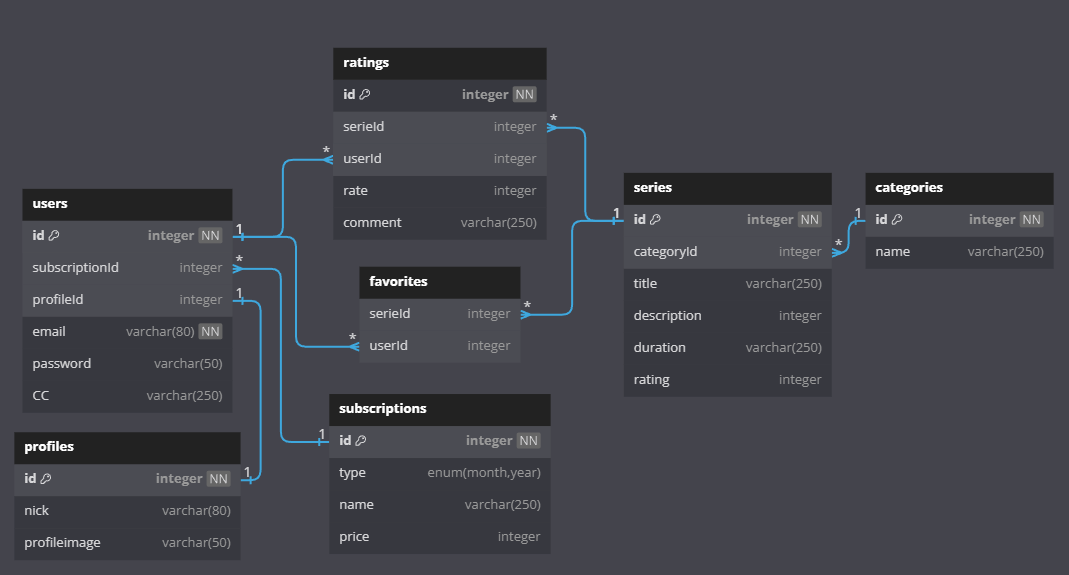 ratings
id integer NN
serieId integer
userId integer
rate integer
comment varchar(250)
users
id integer NN
subscriptionId integer
profileId integer
email varchar(80) NN
password varchar(50)
CC varchar(250)
profiles
id integer NN
nick varchar(80)
profileimage varchar(50)
favorites
serieId integer
userId integer
subscriptions
id integer NN
type enum(month,year)
name varchar(250)
price integer
series
id integer NN
categoryId integer
title varchar(250)
description integer
duration varchar(250)
rating integer
categories
id integer NN
name varchar(250)
1
*
1
1
*
*
*
*
1
1
*
1